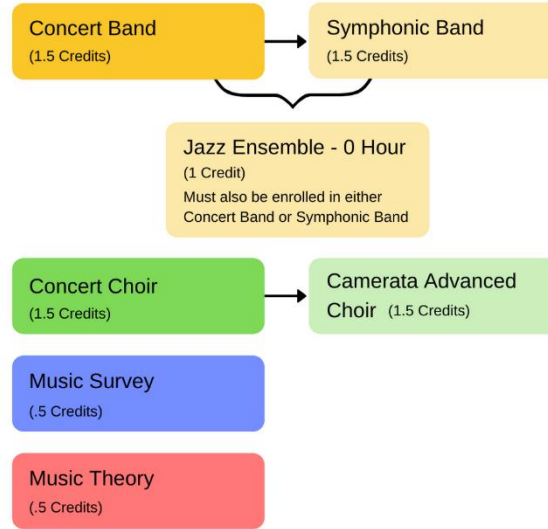 Concert Band
(1.5 Credits)
Symphonic Band
(1.5 Credits)
Jazz Ensemble - 0 Hour
(1 Credit)
Must also be enrolled in either
Concert Band or Symphonic Band
Concert Choir
(1.5 Credits)
Camerata Advanced
Choir (1.5 Credits)
Music Survey
(.5 Credits)
Music Theory
(.5 Credits)